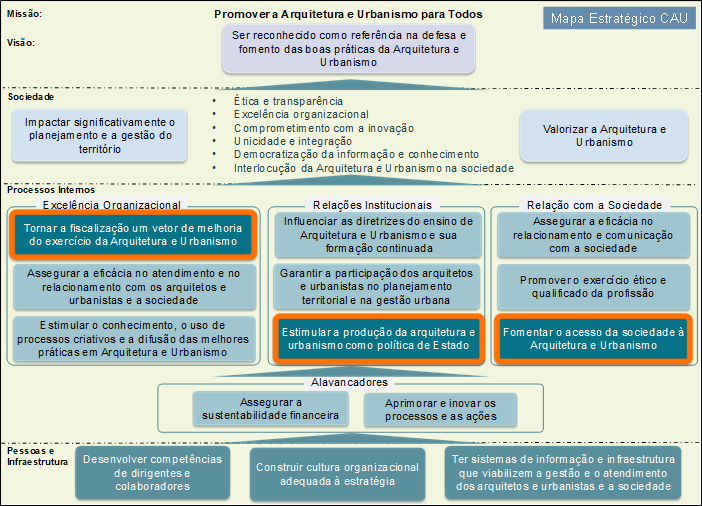 Missão:
Promover a Arquitetura e Urbanismo para Todos
Mapa Estratégico CAU
Visão:
Ser reconhecido como referência na defesa e
fomento das boas práticas da Arquitetura e
Urbanismo
Sociedade
Impactar significativamente o
planejamento e a gestão do
território
• Ética e transparência
• Excelência organizacional
• Comprometimento com a inovação
• Unicidade e integração
• Democratização da informação e conhecimento
• Interlocução da Arquitetura e Urbanismo na sociedade
Valorizar a Arquitetura e
Urbanismo
Processos Internos
Excelência Organizacional
Tornar a fiscalização um vetor de melhoria
do exercício da Arquitetura e Urbanismo
Assegurar a eficácia no atendimento e no
relacionamento com os arquitetos e
urbanistas e a sociedade
Estimular o conhecimento, o uso de
processos criativos e a difusão das melhores
práticas em Arquitetura e Urbanismo
Relações Institucionais
Influenciar as diretrizes do ensino de
Arquitetura e Urbanismo e sua
formação continuada
Garantir a participação dos arquitetos
e urbanistas no planejamento
territorial e na gestão urbana
Estimular a produção da arquitetura e
urbanismo como política de Estado
Relação com a Sociedade
Assegurar a eficácia no
relacionamento e comunicação
com a sociedade
Promover o exercício ético e
qualificado da profissão
Fomentar o acesso da sociedade à
Arquitetura e Urbanismo
Alavancadores
Assegurar a
sustentabilidade financeira
Aprimorar e inovar os
processos e as ações
Pessoas e
Infraestrutura
Desenvolver competências
de dirigentes e
colaboradores
Construir cultura organizacional
adequada à estratégia
Ter sistemas de informação e infraestrutura
que viabilizem a gestão e o atendimento
dos arquitetos e urbanistas e a sociedade